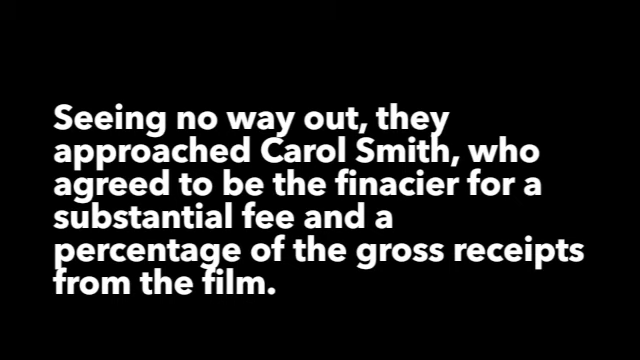 Seeing no way out, they
approached Carol Smith, who
agreed to be the finacier for a
substantial fee and a
percentage of the gross receipts
from the film.